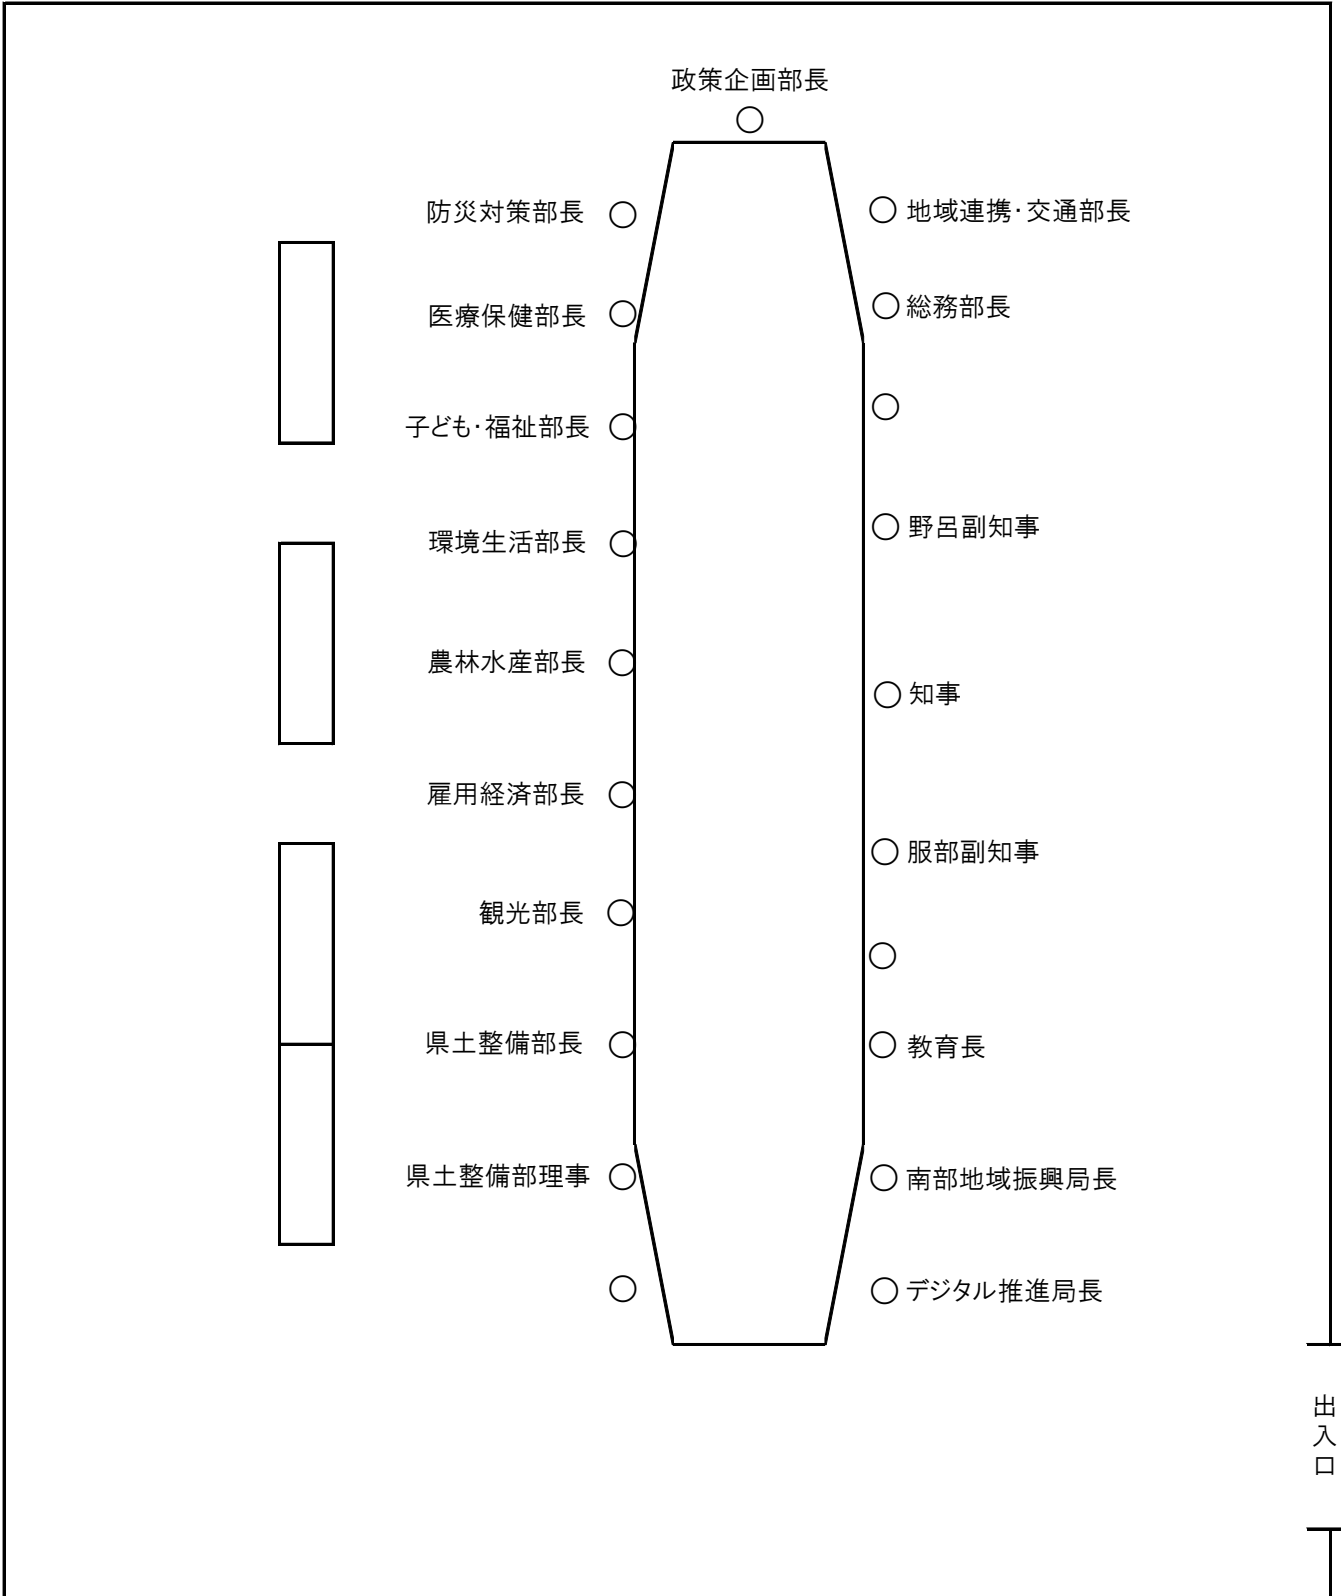 政策企画部長
防災対策部長
地域連携・交通部長
医療保健部長
総務部長
子ども・福祉部長
環境生活部長
野呂副知事
農林水産部長
知事
雇用経済部長
服部副知事
観光部長
県土整備部長
教育長
県土整備部理事
南部地域振興局長
デジタル推進局長
出入口